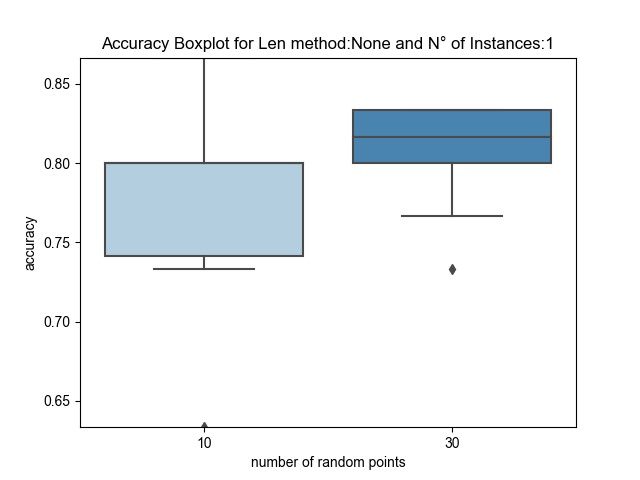 Accuracy Boxplot for Len method:None and N° of Instances:1
0.85
0.80
0.75
0.70
0.65
accuracy
10
30
number of random points